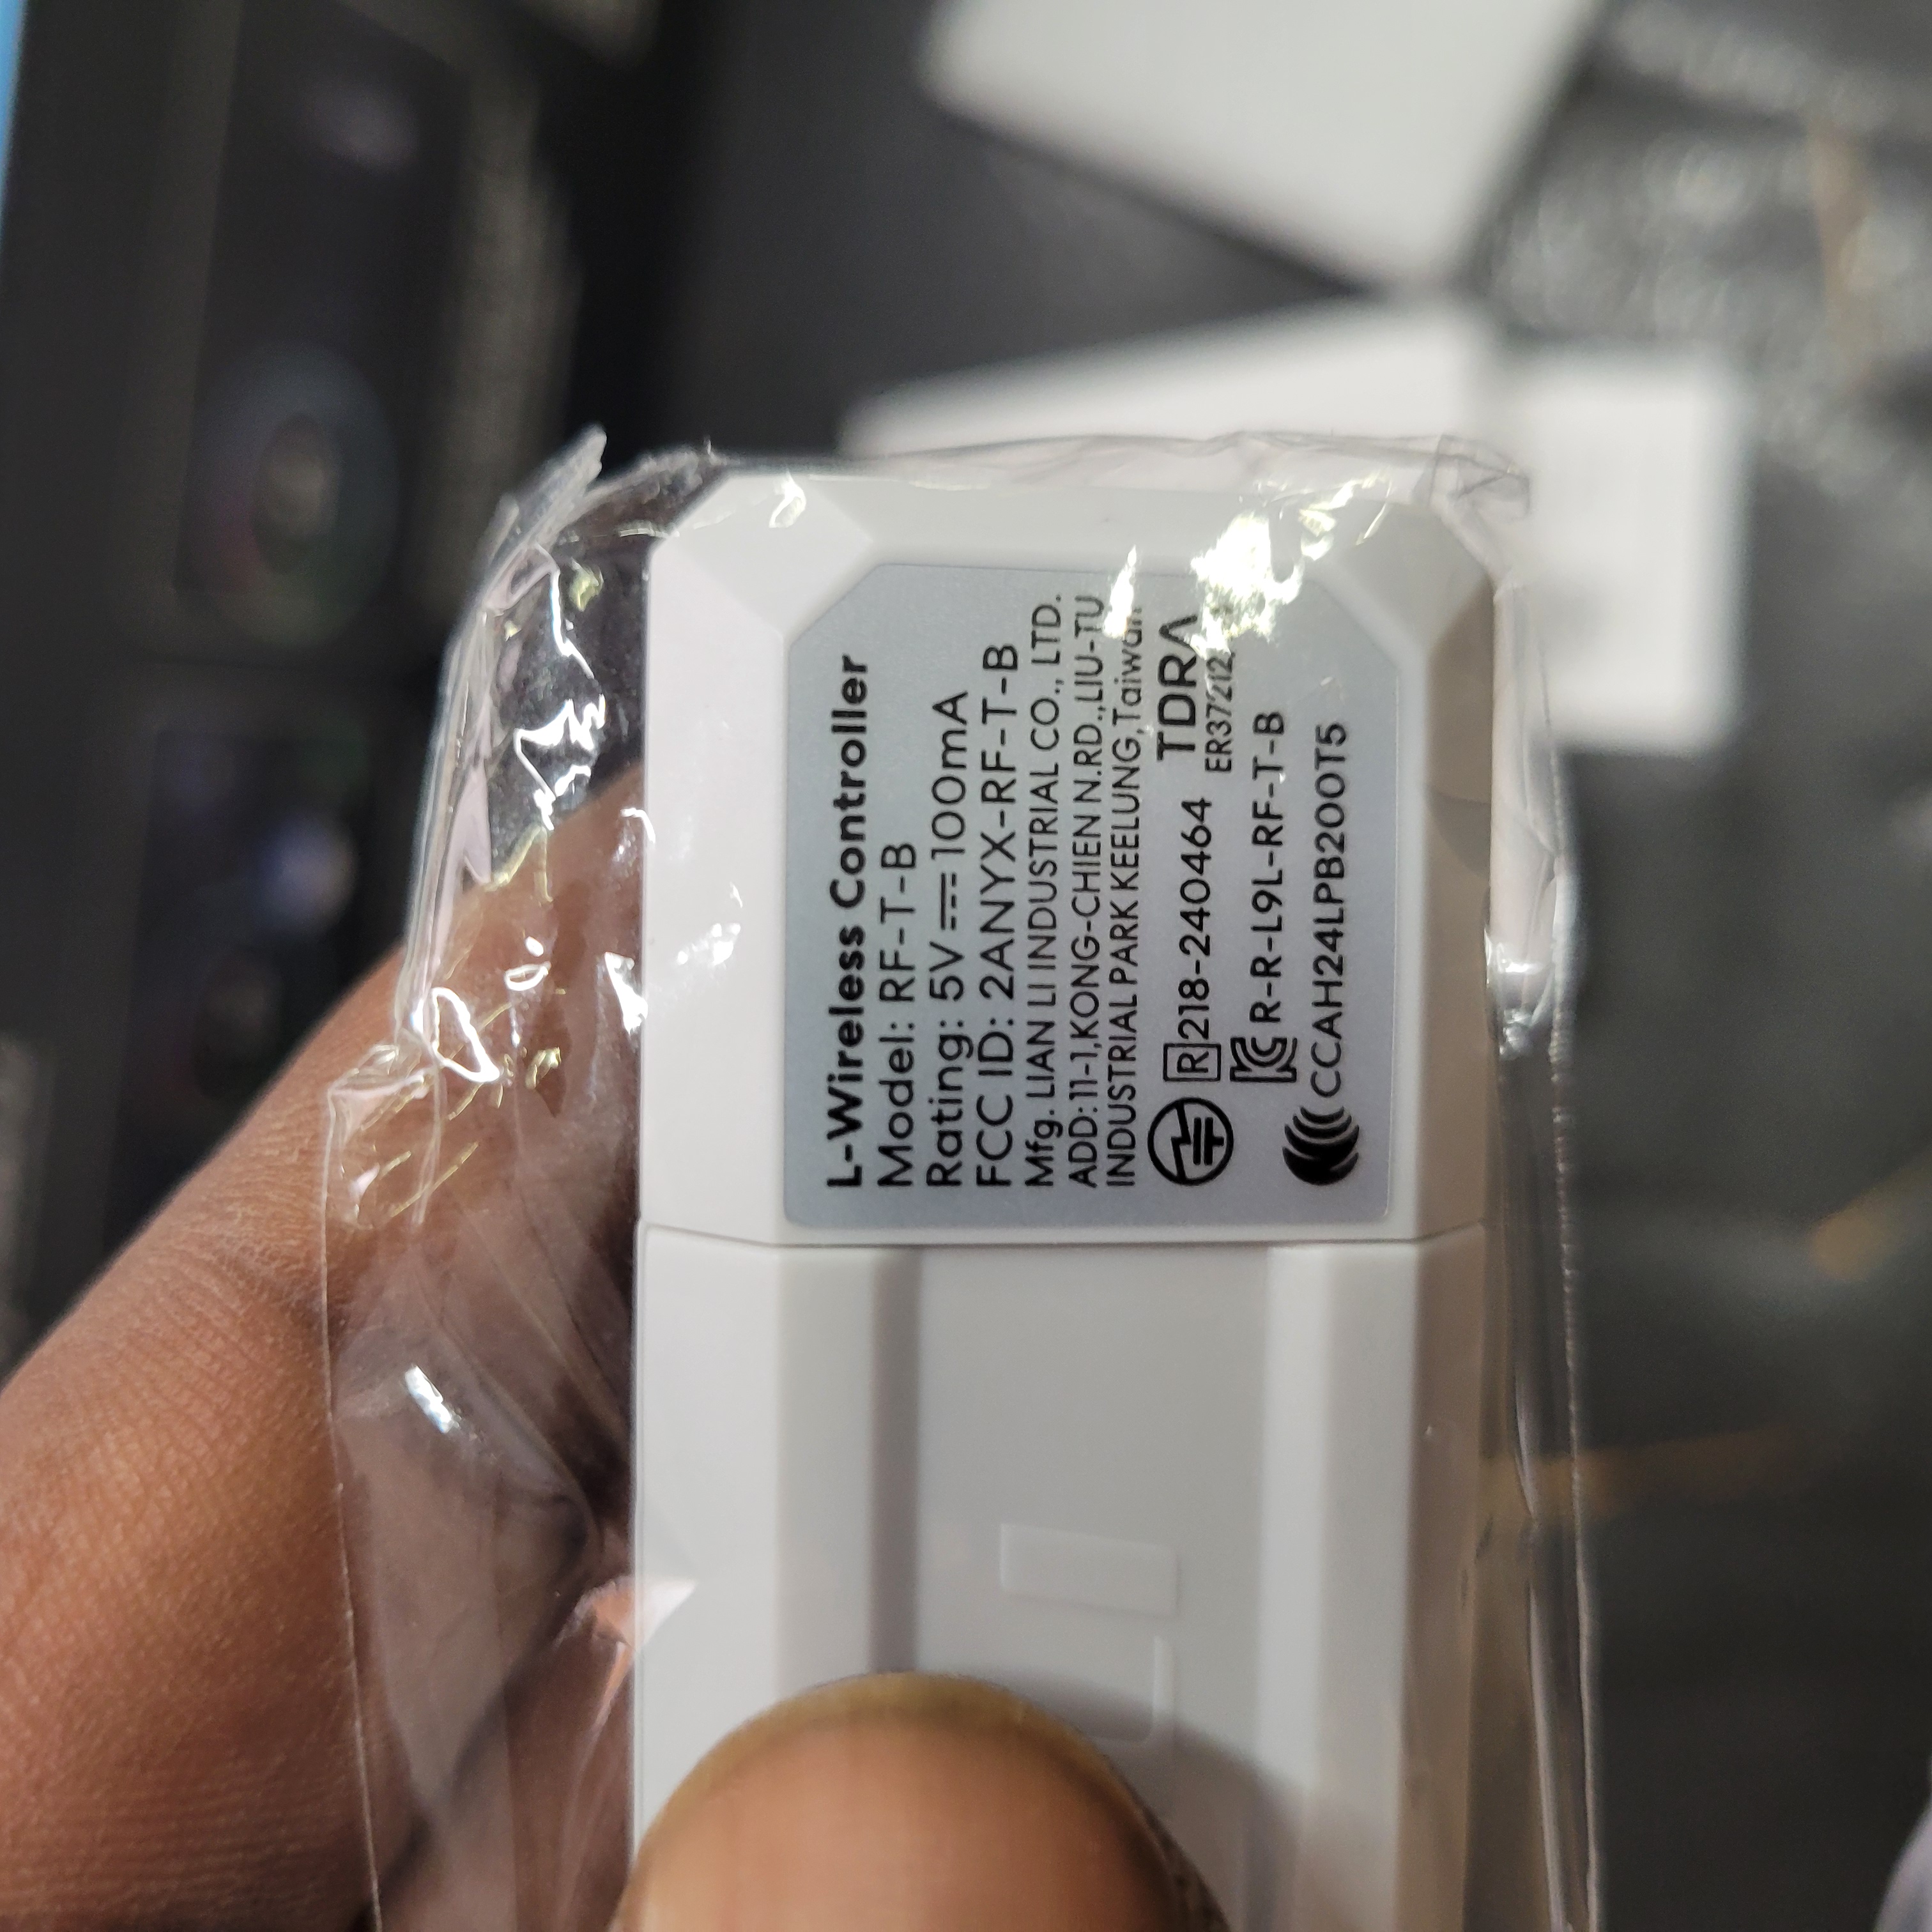 L-Wireless Controller
Model: RF-T-B
Rating: 5V⎓100mA
FCC ID: 2ANYX-RF-T-B
Mfg. LIAN LI INDUSTRIAL CO., LTD.
ADD:11-1,KONG-CHIEN N.RD.,LIU-TU
INDUSTRIAL PARK KEELUNG,Taiwan
R 218-240464 TDRA
R-R-L9L-RF-T-B
CCAH24LPB200T5